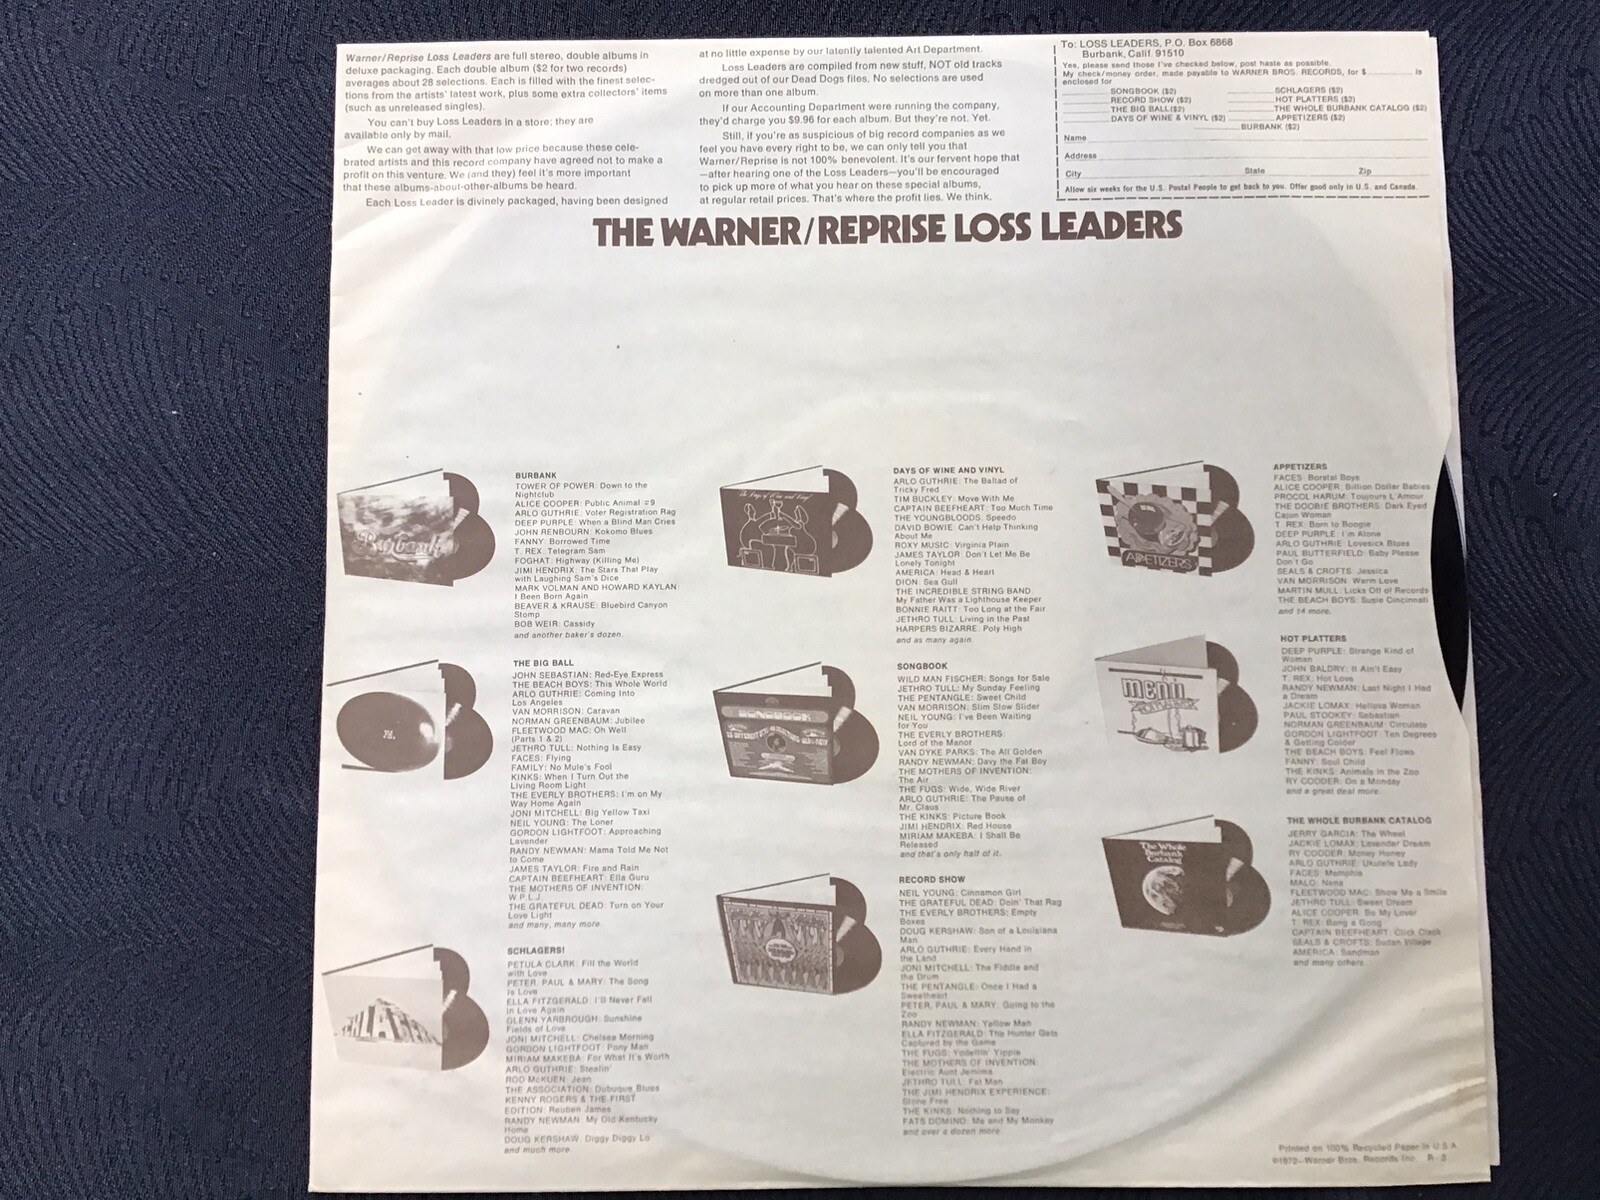 Warner/Reprise Loss Leaders are full stereo, double albums in
deluxe packaging. Each double album ($2 for two records)
averages about 28 selections. Each is filled with the finest selec-
tions from the artists' latest work, plus some extra collectors' items
(such as unreleased singles).
You can't buy Loss Leaders in a store; they are
available only by mail.
We can get away with that low price because these cele-
brated artists and this record company have agreed not to make a
profit on this venture. We (and they) feel it's more important
that these albums-about-other-albums be heard.
Each Loss Leader is divinely packaged, having been designed
at no little expense by our latently talented Art Department.
Loss Leaders are compiled from new stuff, NOT old tracks
dredged out of our Dead Dogs files. No selections are used
on more than one album.
If our Accounting Department were running the company,
they'd charge you $9.96 for each album. But they're not. Yet.
Still, if you're as suspicious of big record companies as we
feel you have every right to be, we can only tell you that
Warner/Reprise is not 100% benevolent. It's our fervent hope that
—after hearing one of the Loss Leaders—you'll be encouraged
to pick up more of what you hear on these special albums,
at regular retail prices. That's where the profit lies. We think.
To: LOSS LEADERS, P.O. Box 6868
Burbank, Calif. 91510
Yes, please send those I've checked below, post haste as possible.
My check/money order, made payable to WARNER BROS. RECORDS, for $ is
enclosed for
SONGBOOK ($2) SCHLAGERS ($2)
RECORD SHOW ($2) HOT PLATTERS ($2)
THE BIG BALL ($2) THE WHOLE BURBANK CATALOG ($2)
DAYS OF WINE & VINYL ($2) APPETIZERS ($2)
BURBANK ($2)
Name
Address
City State Zip
Allow six weeks for the U.S. Postal People to get back to you. Offer good only in U.S. and Canada.
THE WARNER/REPRISE LOSS LEADERS
Burbank
BURBANK
TOWER OF POWER: Down to the
Nightclub
ALICE COOPER: Public Animal #9
ARLO GUTHRIE: Voter Registration Rag
DEEP PURPLE: When a Blind Man Cries
JOHN RENBOURN: Kokomo Blues
FANNY: Borrowed Time
T. REX: Telegram Sam
FOGHAT: Highway (Killing Me)
JIMI HENDRIX: The Stars That Play
with Laughing Sam's Dice
MARK VOLMAN AND HOWARD KAYLAN:
I Been Born Again
BEAVER & KRAUSE: Bluebird Canyon
Stomp
BOB WEIR: Cassidy
and another baker's dozen.
THE BIG BALL
JOHN SEBASTIAN: Red-Eye Express
THE BEACH BOYS: This Whole World
ARLO GUTHRIE: Coming Into
Los Angeles
VAN MORRISON: Caravan
NORMAN GREENBAUM: Jubilee
FLEETWOOD MAC: Oh Well
(Parts 1 & 2)
JETHRO TULL: Nothing Is Easy
FACES: Flying
FAMILY: No Mule's Fool
KINKS: When I Turn Out the
Living Room Light
THE EVERLY BROTHERS: I'm on My
Way Home Again
JONI MITCHELL: Big Yellow Taxi
NEIL YOUNG: The Loner
GORDON LIGHTFOOT: Approaching
Lavender
RANDY NEWMAN: Mama Told Me Not
to Come
JAMES TAYLOR: Fire and Rain
CAPTAIN BEEFHEART: Ella Guru
THE MOTHERS OF INVENTION:
W.P.L.J.
THE GRATEFUL DEAD: Turn on Your
Love Light
and many, many more.
SCHLAGERS!
PETULA CLARK: Fill the World
with Love
PETER, PAUL & MARY: The Song
Is Love
ELLA FITZGERALD: I'll Never Fall
in Love Again
GLENN YARBROUGH: Sunshine
Fields of Love
JONI MITCHELL: Chelsea Morning
GORDON LIGHTFOOT: Pony Man
MIRIAM MAKEBA: For What It's Worth
ARLO GUTHRIE: Stealin'
ROD McKUEN: Jean
THE ASSOCIATION: Dubuque Blues
KENNY ROGERS & THE FIRST
EDITION: Reuben James
RANDY NEWMAN: My Old Kentucky
Home
DOUG KERSHAW: Diggy Diggy Lo
and much more.
The Days of Wine and Vinyl
DAYS OF WINE AND VINYL
ARLO GUTHRIE: The Ballad of
Tricky Fred
TIM BUCKLEY: Move With Me
CAPTAIN BEEFHEART: Too Much Time
THE YOUNGBLOODS: Speedo
DAVID BOWIE: Can't Help Thinking
About Me
ROXY MUSIC: Virginia Plain
JAMES TAYLOR: Don't Let Me Be
Lonely Tonight
AMERICA: Head & Heart
DION: Sea Gull
THE INCREDIBLE STRING BAND:
My Father Was a Lighthouse Keeper
BONNIE RAITT: Too Long at the Fair
JETHRO TULL: Living in the Past
HARPERS BIZARRE: Poly High
and as many again.
SONGBOOK
SONGBOOK
WILD MAN FISCHER: Songs for Sale
JETHRO TULL: My Sunday Feeling
THE PENTANGLE: Sweet Child
VAN MORRISON: Slim Slow Slider
NEIL YOUNG: I've Been Waiting
for You
THE EVERLY BROTHERS:
Lord of the Manor
VAN DYKE PARKS: The All Golden
RANDY NEWMAN: Davy the Fat Boy
THE MOTHERS OF INVENTION:
The Air
THE FUGS: Wide, Wide River
ARLO GUTHRIE: The Pause of
Mr. Claus
THE KINKS: Picture Book
JIMI HENDRIX: Red House
MIRIAM MAKEBA: I Shall Be
Released
and that's only half of it.
RECORD SHOW
NEIL YOUNG: Cinnamon Girl
THE GRATEFUL DEAD: Doin' That Rag
THE EVERLY BROTHERS: Empty
Boxes
DOUG KERSHAW: Son of a Louisiana
Man
ARLO GUTHRIE: Every Hand in
the Land
JONI MITCHELL: The Fiddle and
the Drum
THE PENTANGLE: Once I Had a
Sweetheart
PETER, PAUL & MARY: Going to the
Zoo
RANDY NEWMAN: Yellow Man
ELLA FITZGERALD: The Hunter Gets
Captured by the Game
THE FUGS: Yodellin' Yippie
THE MOTHERS OF INVENTION:
Electric Aunt Jemima
JETHRO TULL: Fat Man
THE JIMI HENDRIX EXPERIENCE:
Stone Free
THE KINKS: Nothing to Say
FATS DOMINO: Me and My Monkey
and over a dozen more.
APPETIZERS
APPETIZERS
FACES: Borstal Boys
ALICE COOPER: Billion Dollar Babies
PROCOL HARUM: Toujours L'Amour
THE DOOBIE BROTHERS: Dark Eyed
Cajun Woman
T. REX: Born to Boogie
DEEP PURPLE: I'm Alone
ARLO GUTHRIE: Lovesick Blues
PAUL BUTTERFIELD: Baby Please
Don't Go
SEALS & CROFTS: Jessica
VAN MORRISON: Warm Love
MARTIN MULL: Licks Off of Records
THE BEACH BOYS: Susie Cincinnati
and 14 more.
menu
HOT PLATTERS
DEEP PURPLE: Strange Kind of
Woman
JOHN BALDRY: It Ain't Easy
T. REX: Hot Love
RANDY NEWMAN: Last Night I Had
a Dream
JACKIE LOMAX: Helluva Woman
PAUL STOOKEY: Sebastian
NORMAN GREENBAUM: Circulate
GORDON LIGHTFOOT: Ten Degrees
& Getting Colder
THE BEACH BOYS: Feel Flows
FANNY: Soul Child
THE KINKS: Animals in the Zoo
RY COODER: On a Monday
and a great deal more.
The Whole
Burbank
Catalog
THE WHOLE BURBANK CATALOG
JERRY GARCIA: The Wheel
JACKIE LOMAX: Lavender Dream
RY COODER: Money Honey
ARLO GUTHRIE: Ukulele Lady
FACES: Memphis
MALO: Nena
FLEETWOOD MAC: Show Me a Smile
JETHRO TULL: Sweet Dream
ALICE COOPER: Be My Lover
T. REX: Bang a Gong
CAPTAIN BEEFHEART: Click Clack
SEALS & CROFTS: Sudan Village
AMERICA: Sandman
and many others.
Printed on 100% Recycled Paper in U.S.A.
©1972—Warner Bros. Records Inc. R-3